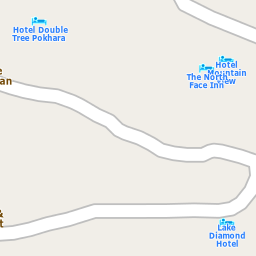 Hotel Double
Tree Pokhara
Hotel
Mountain
View
The North
Face Inn
&
Lake
Diamond
Hotel